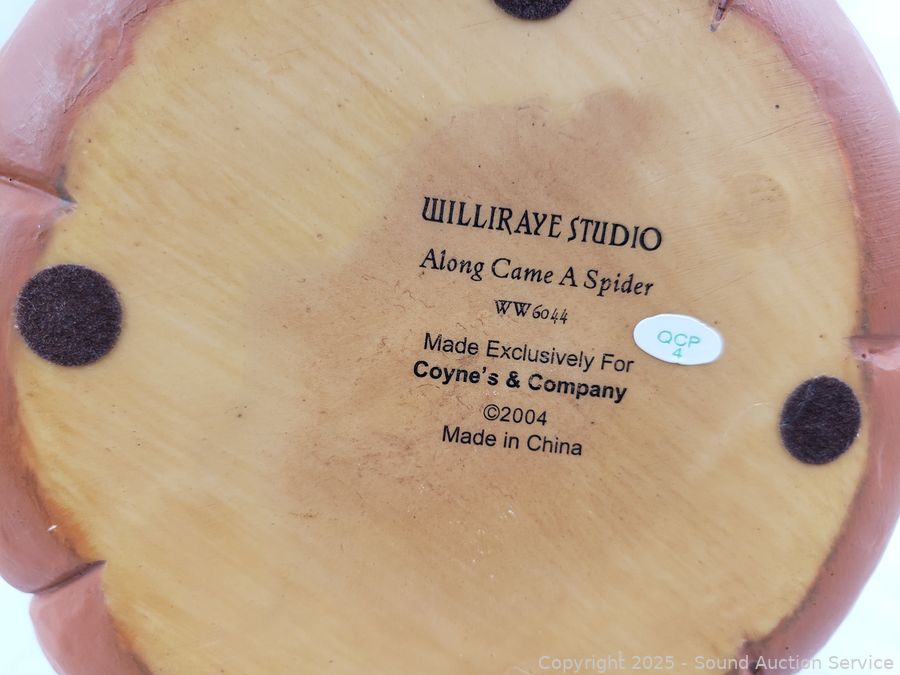 WILLIRAYE STUDIO
Along Came A Spider
WW6044
Made Exclusively For
Coyne's & Company
©2004
Made in China
QCP
4
Copyright 2025 - Sound Auction Service